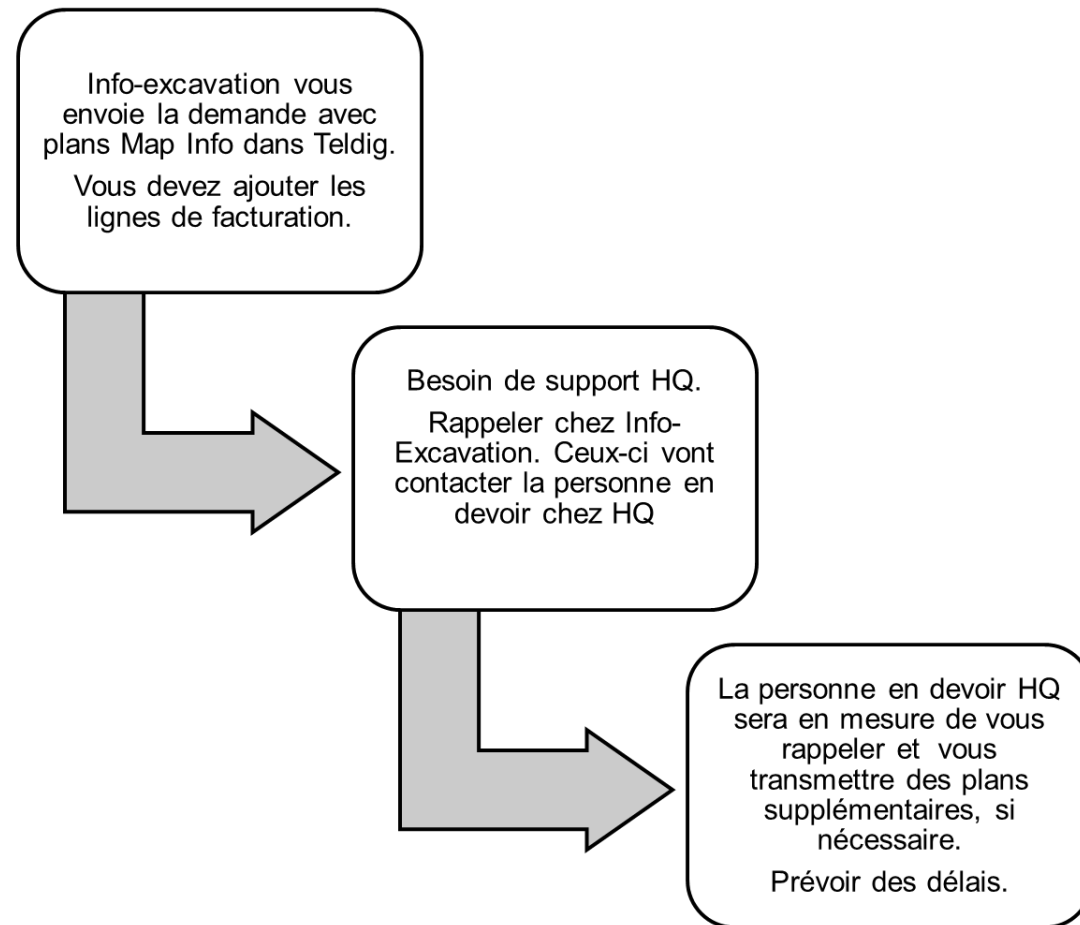 Info-excavation vous
envoie la demande avec
plans Map Info dans Teldig.
Vous devez ajouter les
lignes de facturation.
Besoin de support HQ.
Rappeler chez Info-
Excavation. Ceux-ci vont
contacter la personne en
devoir chez HQ
La personne en devoir HQ
sera en mesure de vous
rappeler et vous
transmettre des plans
supplémentaires, si
nécessaire.
Prévoir des délais.